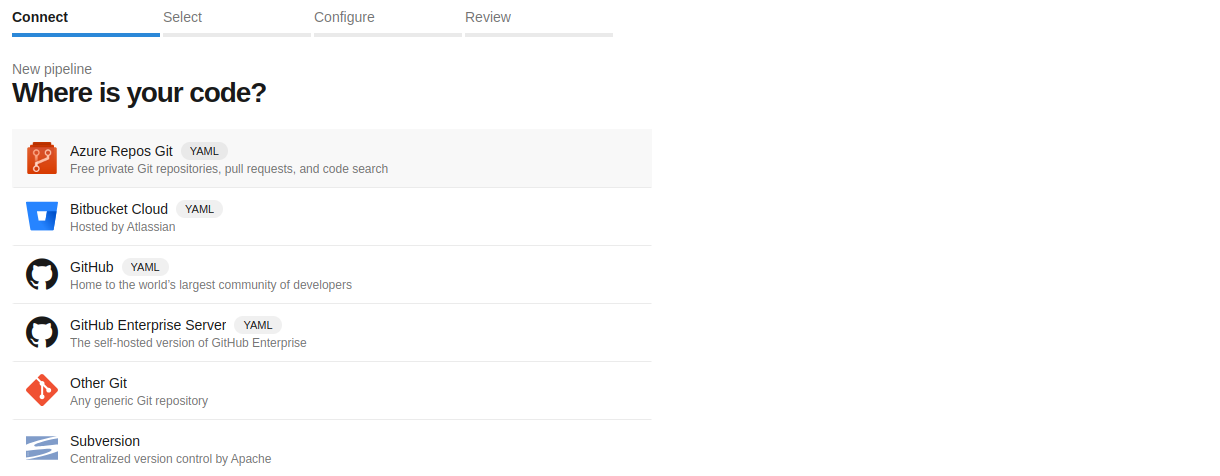 Connect Select Configure Review
New pipeline
Where is your code?
Azure Repos Git YAML
Free private Git repositories, pull requests, and code search
Bitbucket Cloud YAML
Hosted by Atlassian
GitHub YAML
Home to the world’s largest community of developers
GitHub Enterprise Server YAML
The self-hosted version of GitHub Enterprise
Other Git
Any generic Git repository
Subversion
Centralized version control by Apache